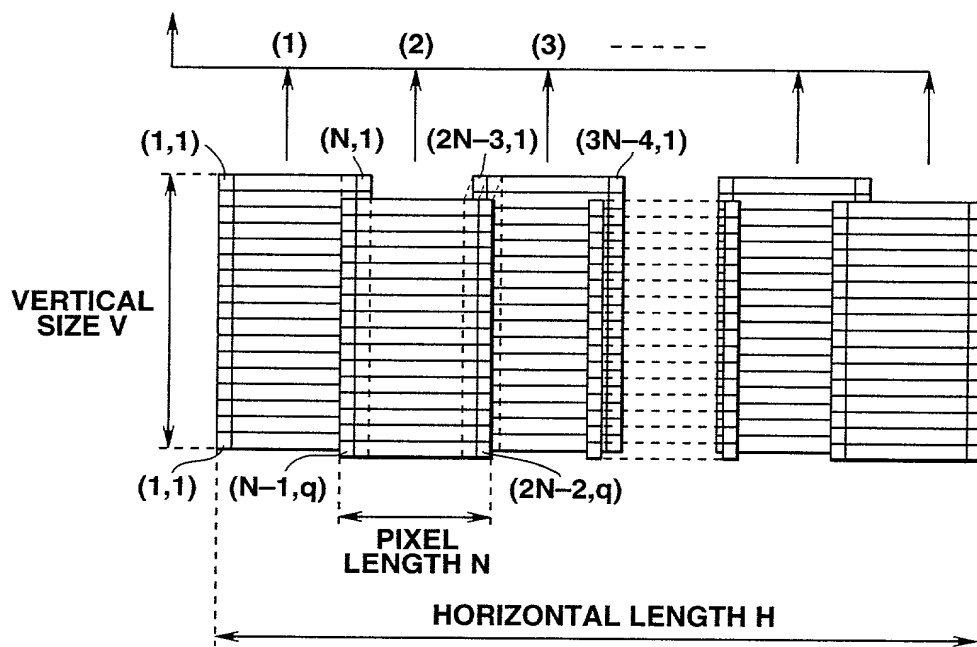 (1) (2) (3)
(1,1) (N,1) (2N–3,1) (3N–4,1)
VERTICAL
SIZE V
(1,1) (N–1,q) (2N–2,q)
PIXEL
LENGTH N
HORIZONTAL LENGTH H